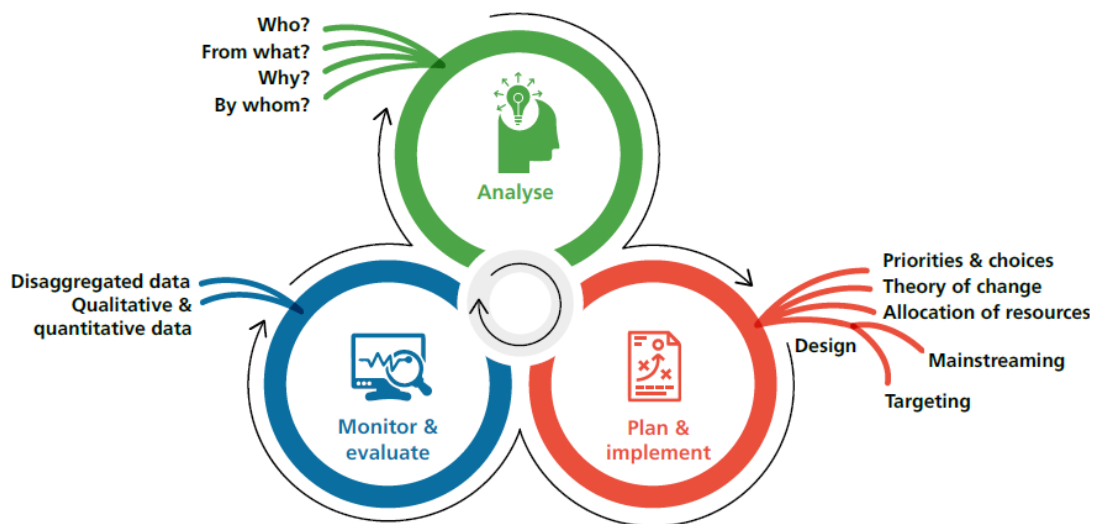 Who?
From what?
Why?
By whom?
Analyse
Disaggregated data
Qualitative &
quantitative data
Monitor &
evaluate
Priorities & choices
Theory of change
Allocation of resources
Design
Mainstreaming
Targeting
Plan &
implement